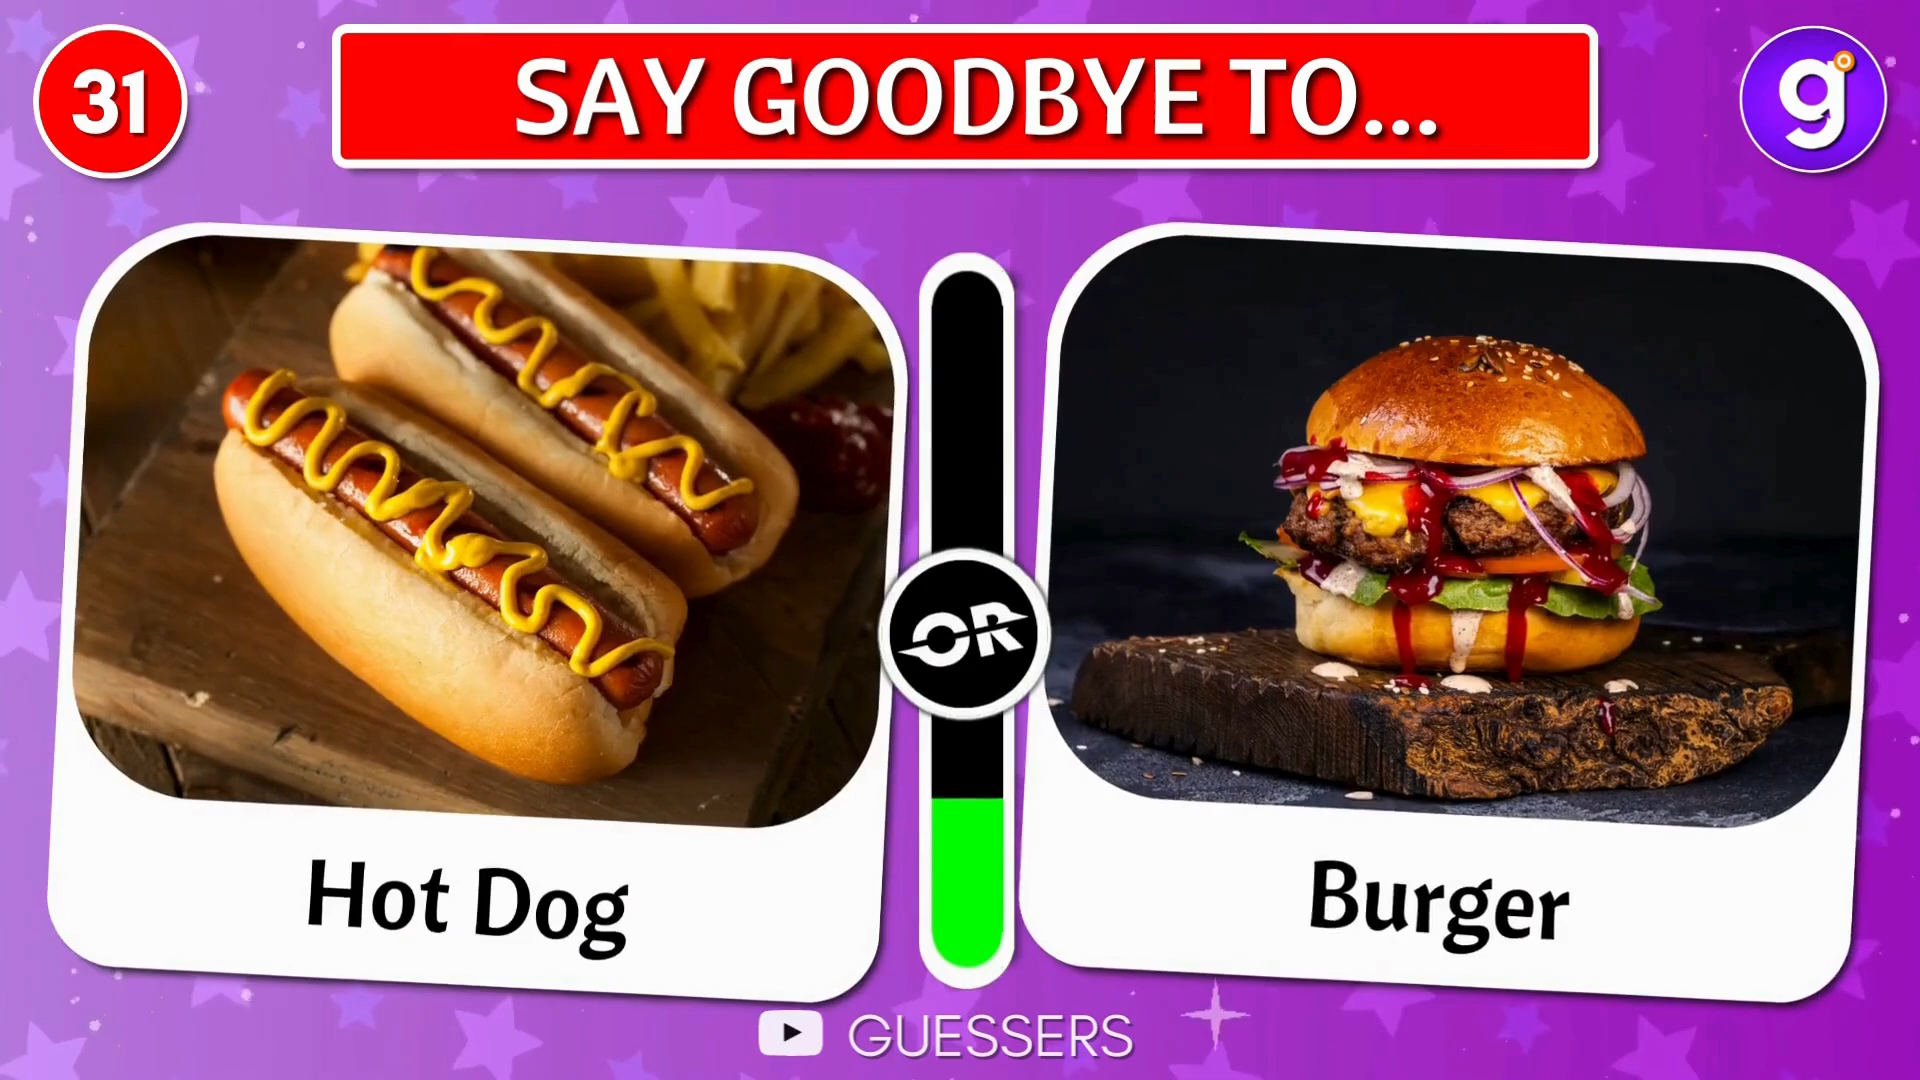 31
SAY GOODBYE TO...
g
OR
Hot Dog
Burger
GUESSERS